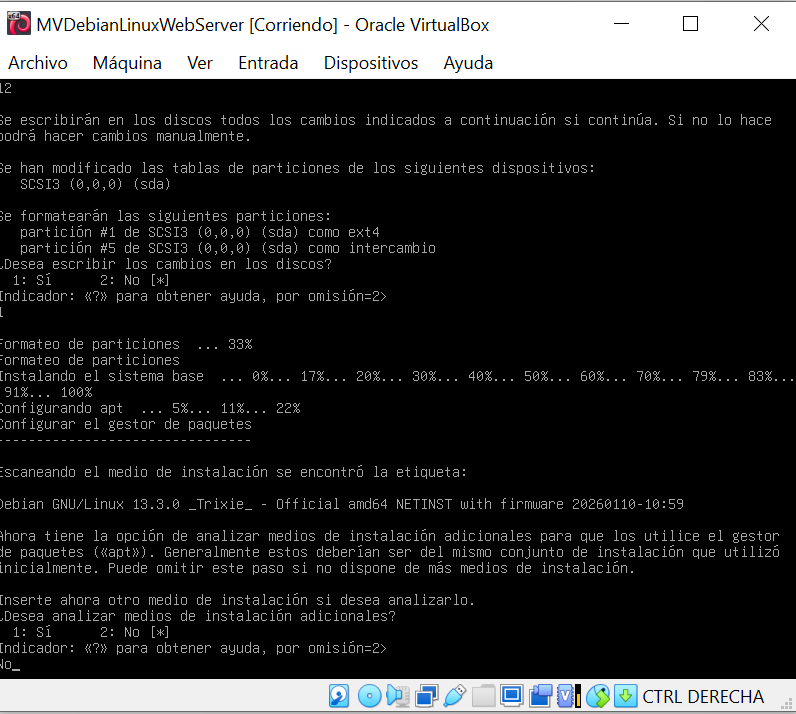 MVDebianLinuxWebServer [Corriendo] - Oracle VirtualBox
Archivo Máquina Ver Entrada Dispositivos Ayuda
12
Se escribirán en los discos todos los cambios indicados a continuación si continúa. Si no lo hace
podrá hacer cambios manualmente.
Se han modificado las tablas de particiones de los siguientes dispositivos:
SCSI3 (0,0,0) (sda)
Se formatearán las siguientes particiones:
partición #1 de SCSI3 (0,0,0) (sda) como ext4
partición #5 de SCSI3 (0,0,0) (sda) como intercambio
¿Desea escribir los cambios en los discos?
1: Sí 2: No [*]
Indicador: «?» para obtener ayuda, por omisión=2>
1
Formateo de particiones ... 33%
Formateo de particiones
Instalando el sistema base ... 0%... 17%... 20%... 30%... 40%... 50%... 60%... 70%... 79%... 83%...
91%... 100%
Configurando apt ... 5%... 11%... 22%
Configurar el gestor de paquetes
--------------------------------
Escaneando el medio de instalación se encontró la etiqueta:
Debian GNU/Linux 13.3.0 _Trixie_ - Official amd64 NETINST with firmware 20260110-10:59
Ahora tiene la opción de analizar medios de instalación adicionales para que los utilice el gestor
de paquetes («apt»). Generalmente estos deberían ser del mismo conjunto de instalación que utilizó
inicialmente. Puede omitir este paso si no dispone de más medios de instalación.
Inserte ahora otro medio de instalación si desea analizarlo.
¿Desea analizar medios de instalación adicionales?
1: Sí 2: No [*]
Indicador: «?» para obtener ayuda, por omisión=2>
No_
CTRL DERECHA